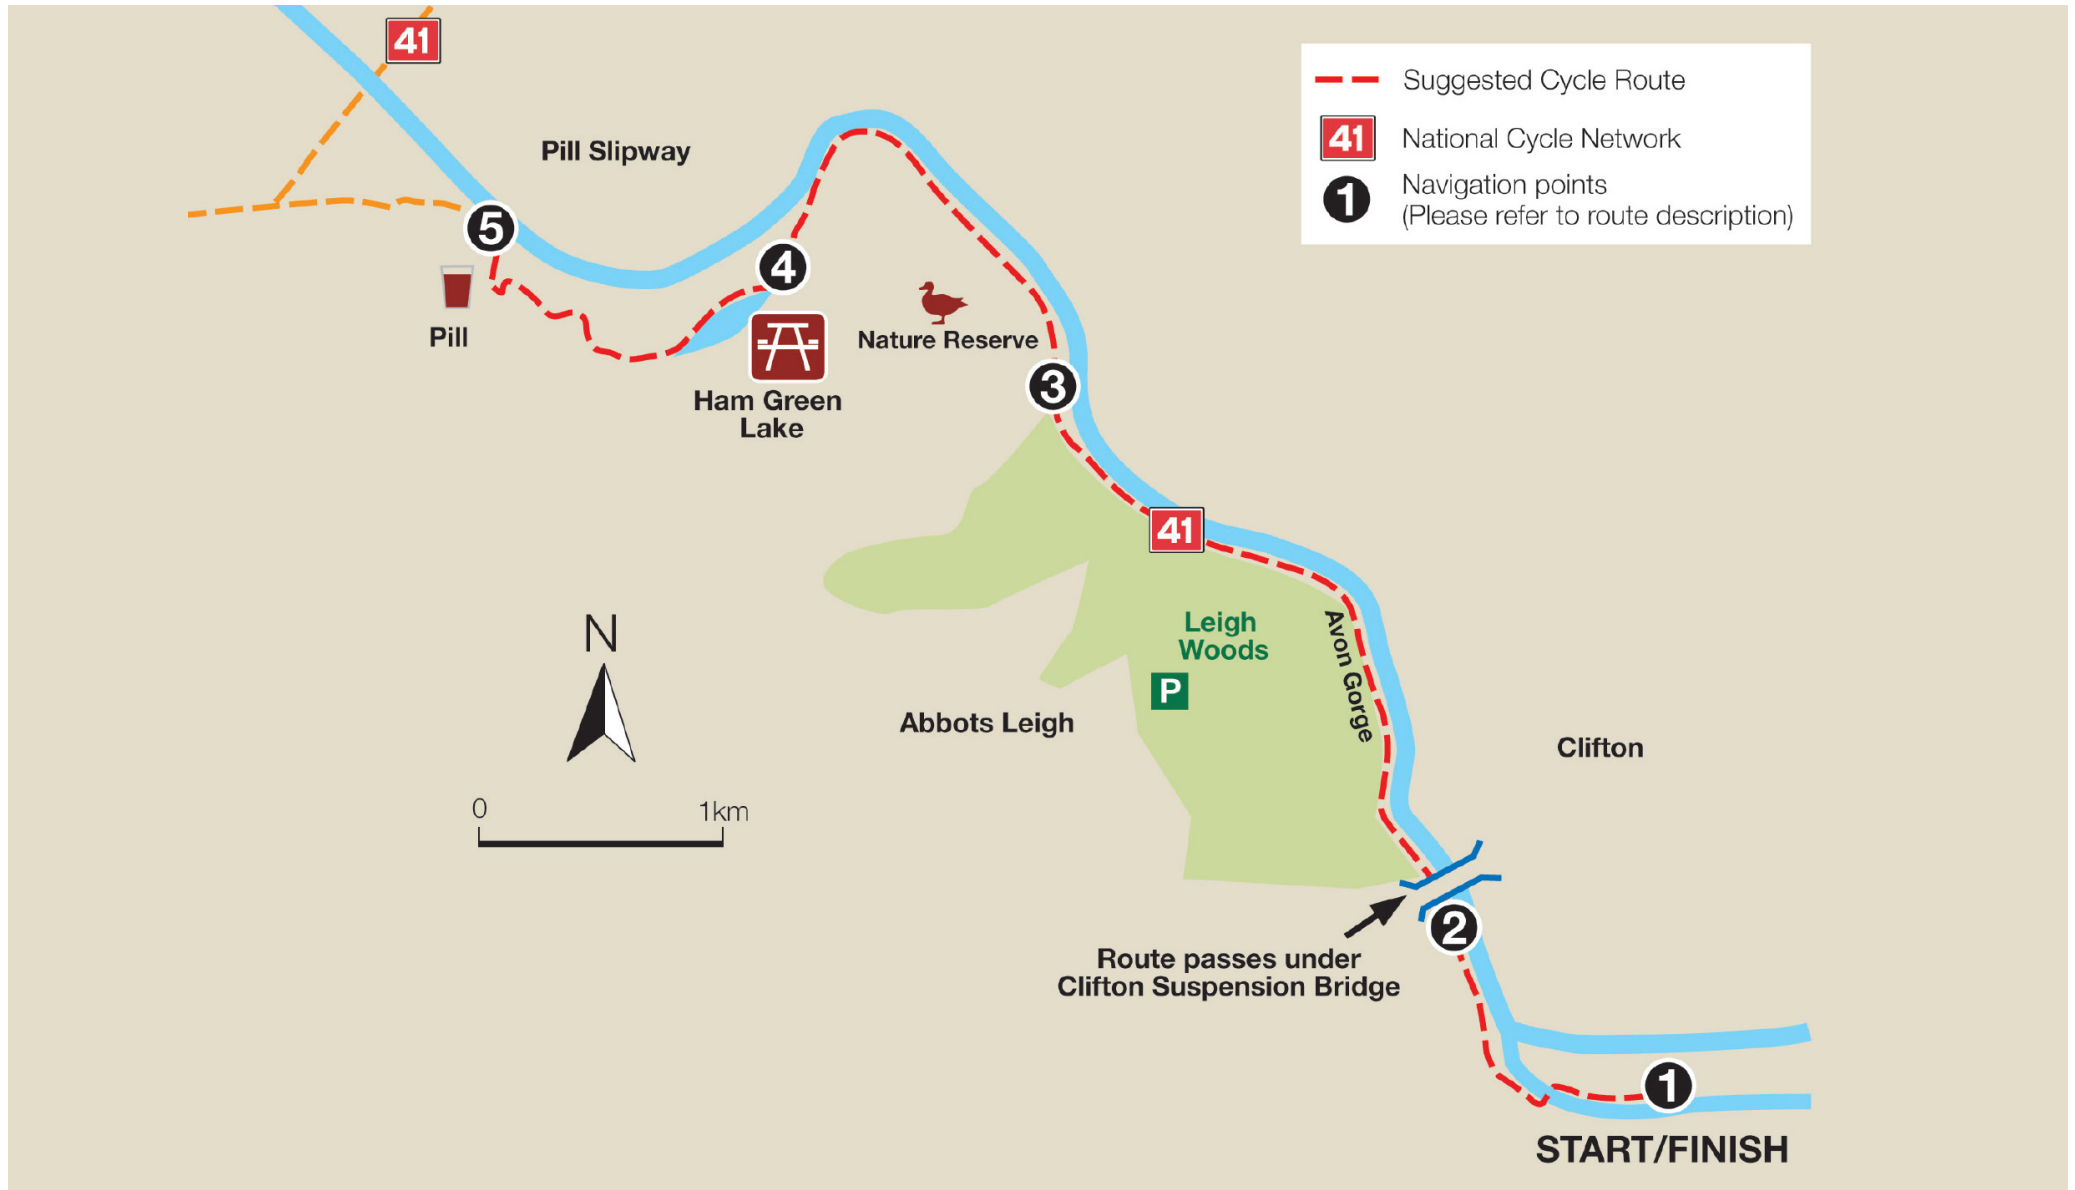 41
Suggested Cycle Route
41
National Cycle Network
1
Navigation points
(Please refer to route description)
Pill Slipway
5
4
Pill
Nature Reserve
3
Ham Green
Lake
41
Leigh
Woods
P
Avon Gorge
N
Abbots Leigh
Clifton
0
1km
2
Route passes under
Clifton Suspension Bridge
1
START/FINISH